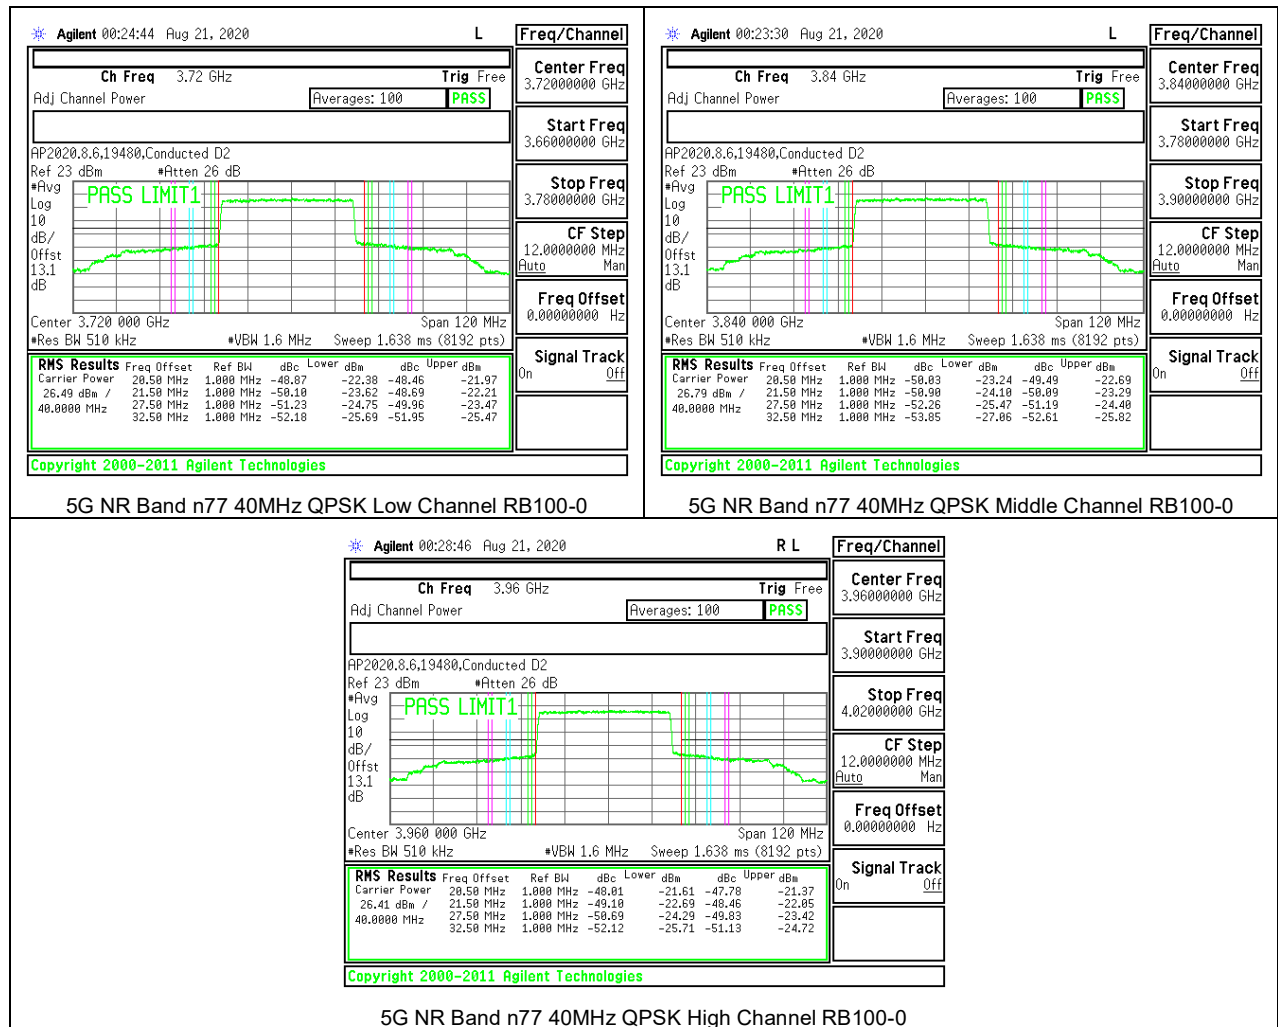 Agilent 00:24:44 Aug 21, 2020 L
Freq/Channel
Ch Freq 3.72 GHz Trig Free
Adj Channel Power Averages: 100 PASS
AP2020.8.6,19480,Conducted D2
Ref 23 dBm #Atten 26 dB
#Avg
Log
10
dB/
Offst
13.1
dB
PASS LIMIT1
Center 3.720 000 GHz Span 120 MHz
#Res BW 510 kHz #VBW 1.6 MHz Sweep 1.638 ms (8192 pts)
RMS Results Freq Offset Ref BW dBc Lower dBm dBc Upper dBm
Carrier Power 20.50 MHz 1.000 MHz -48.87 -22.38 -48.46 -21.97
26.49 dBm / 21.50 MHz 1.000 MHz -50.10 -23.62 -48.69 -22.21
40.0000 MHz 27.50 MHz 1.000 MHz -51.23 -24.75 -49.96 -23.47
32.50 MHz 1.000 MHz -52.18 -25.69 -51.95 -25.47
Copyright 2000-2011 Agilent Technologies
Center Freq
3.72000000 GHz
Start Freq
3.66000000 GHz
Stop Freq
3.78000000 GHz
CF Step
12.0000000 MHz
Auto Man
Freq Offset
0.00000000 Hz
Signal Track
On Off
5G NR Band n77 40MHz QPSK Low Channel RB100-0
Agilent 00:23:30 Aug 21, 2020 L
Freq/Channel
Ch Freq 3.84 GHz Trig Free
Adj Channel Power Averages: 100 PASS
AP2020.8.6,19480,Conducted D2
Ref 23 dBm #Atten 26 dB
#Avg
Log
10
dB/
Offst
13.1
dB
PASS LIMIT1
Center 3.840 000 GHz Span 120 MHz
#Res BW 510 kHz #VBW 1.6 MHz Sweep 1.638 ms (8192 pts)
RMS Results Freq Offset Ref BW dBc Lower dBm dBc Upper dBm
Carrier Power 20.50 MHz 1.000 MHz -50.03 -23.24 -49.49 -22.69
26.79 dBm / 21.50 MHz 1.000 MHz -50.90 -24.10 -50.09 -23.29
40.0000 MHz 27.50 MHz 1.000 MHz -52.26 -25.47 -51.19 -24.40
32.50 MHz 1.000 MHz -53.85 -27.06 -52.61 -25.82
Copyright 2000-2011 Agilent Technologies
Center Freq
3.84000000 GHz
Start Freq
3.78000000 GHz
Stop Freq
3.90000000 GHz
CF Step
12.0000000 MHz
Auto Man
Freq Offset
0.00000000 Hz
Signal Track
On Off
5G NR Band n77 40MHz QPSK Middle Channel RB100-0
Agilent 00:28:46 Aug 21, 2020 R L
Freq/Channel
Ch Freq 3.96 GHz Trig Free
Adj Channel Power Averages: 100 PASS
AP2020.8.6,19480,Conducted D2
Ref 23 dBm #Atten 26 dB
#Avg
Log
10
dB/
Offst
13.1
dB
PASS LIMIT1
Center 3.960 000 GHz Span 120 MHz
#Res BW 510 kHz #VBW 1.6 MHz Sweep 1.638 ms (8192 pts)
RMS Results Freq Offset Ref BW dBc Lower dBm dBc Upper dBm
Carrier Power 20.50 MHz 1.000 MHz -48.01 -21.61 -47.78 -21.37
26.41 dBm / 21.50 MHz 1.000 MHz -49.10 -22.69 -48.46 -22.05
40.0000 MHz 27.50 MHz 1.000 MHz -50.69 -24.29 -49.83 -23.42
32.50 MHz 1.000 MHz -52.12 -25.71 -51.13 -24.72
Copyright 2000-2011 Agilent Technologies
Center Freq
3.96000000 GHz
Start Freq
3.90000000 GHz
Stop Freq
4.02000000 GHz
CF Step
12.0000000 MHz
Auto Man
Freq Offset
0.00000000 Hz
Signal Track
On Off
5G NR Band n77 40MHz QPSK High Channel RB100-0